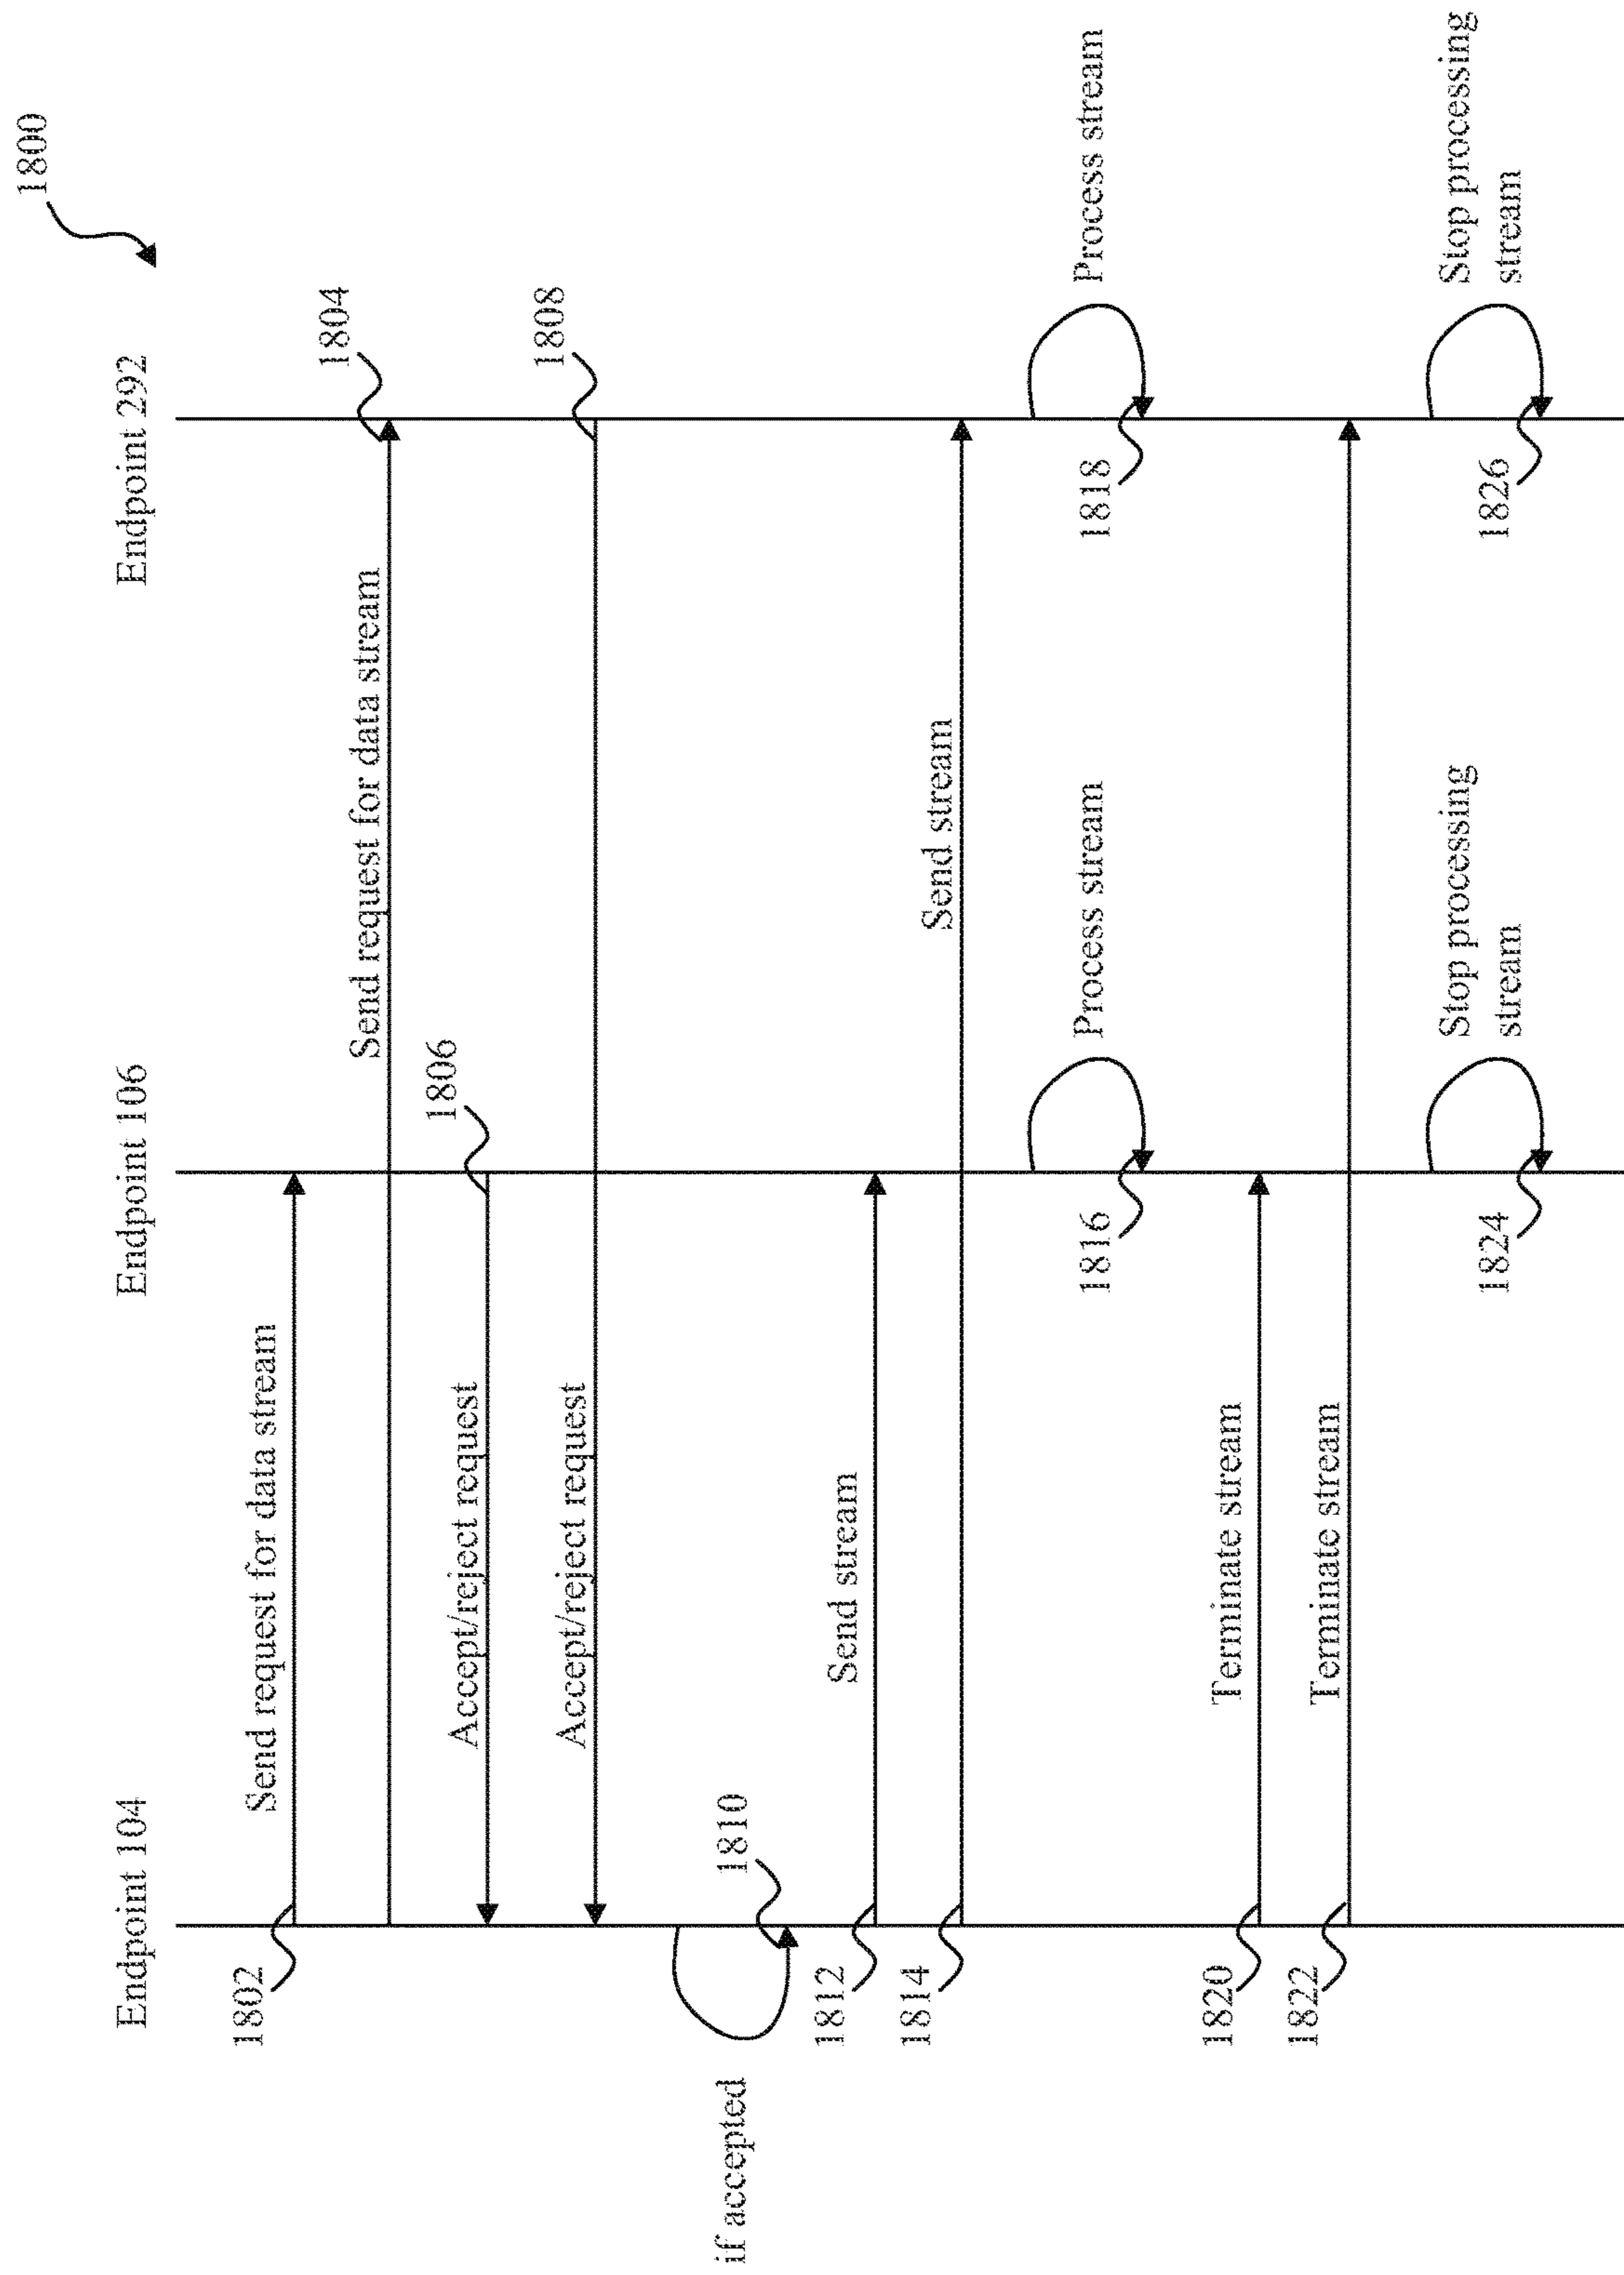 1800
Endpoint 104
Endpoint 106
Endpoint 292
Send request for data stream
1802
Send request for data stream
1804
Accept/reject request
1806
Accept/reject request
1808
if accepted
1810
Send stream
1812
Send stream
1814
Process stream
1816
Process stream
1818
Terminate stream
1820
Terminate stream
1822
Stop processing
stream
1824
Stop processing
stream
1826